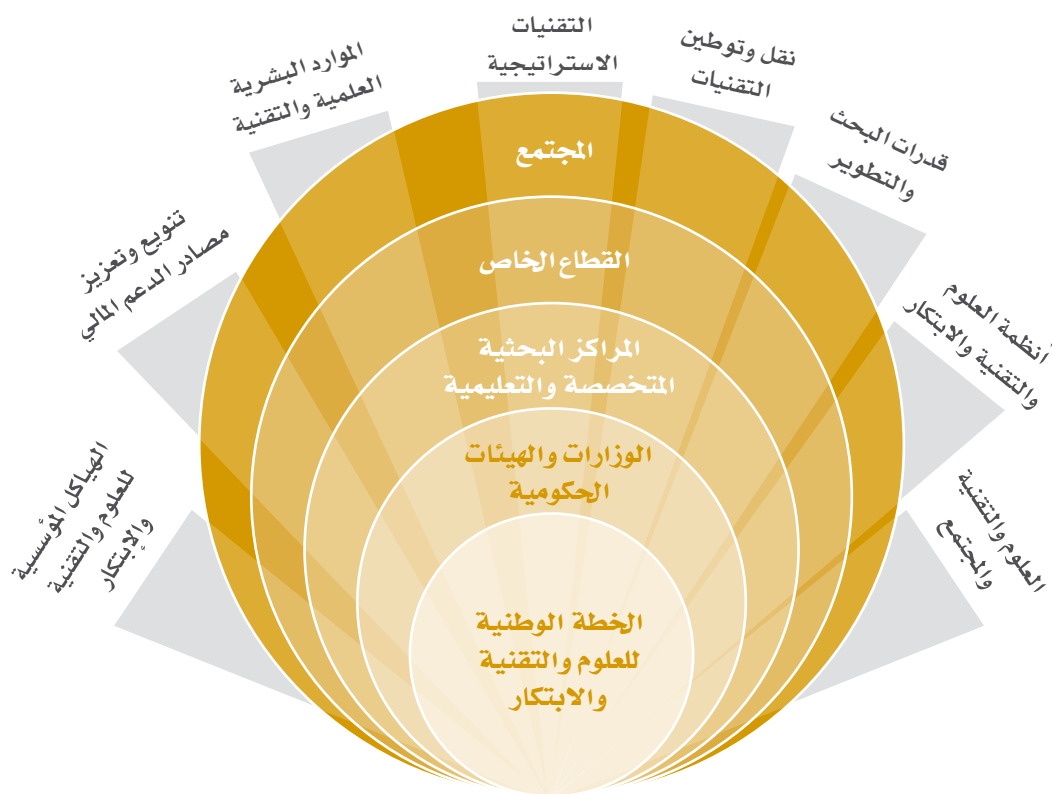 التقنيات
الاستراتيجية
نقل وتوطين
التقنيات
قدرات البحث
والتطوير
أنظمة العلوم
والتقنية والابتكار
العلوم والتقنية
والمجتمع
الموارد البشرية
العلمية والتقنية
تنويع وتعزيز
مصادر الدعم المالي
الهياكل المؤسسية
للعلوم والتقنية
والإبتكار
المجتمع
القطاع الخاص
المراكز البحثية
المتخصصة والتعليمية
الوزارات والهيئات
الحكومية
الخطة الوطنية
للعلوم والتقنية
والابتكار